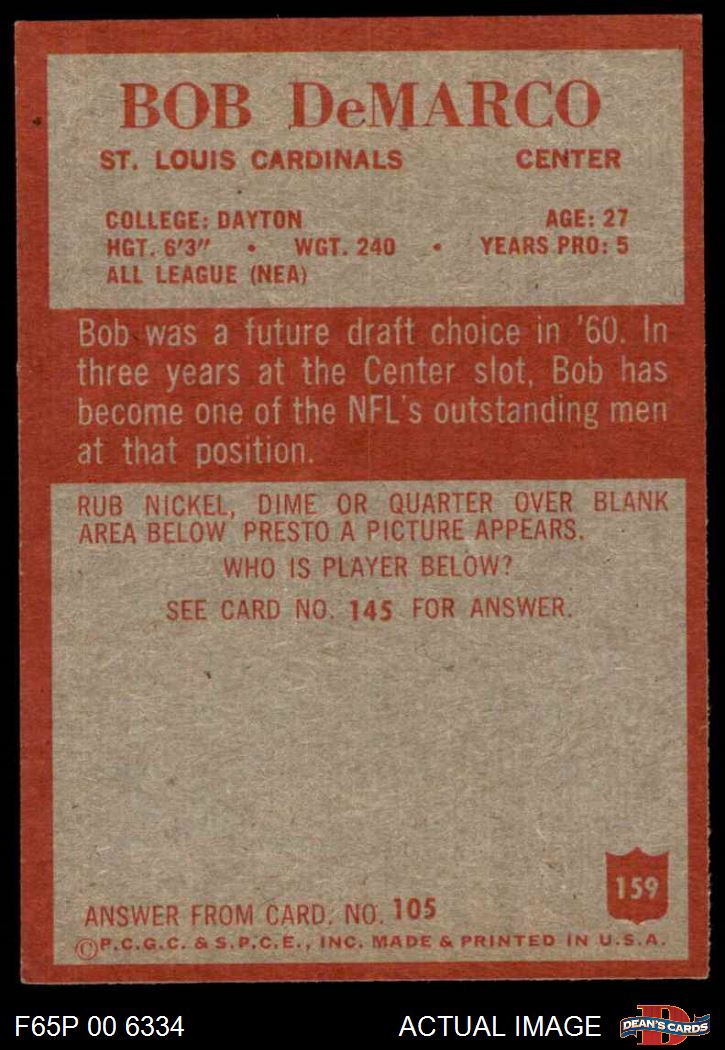 BOB DeMARCO
ST. LOUIS CARDINALS CENTER
COLLEGE: DAYTON AGE: 27
HGT. 6'3" • WGT. 240 • YEARS PRO: 5
ALL LEAGUE (NEA)
Bob was a future draft choice in '60. In
three years at the Center slot, Bob has
become one of the NFL's outstanding men
at that position.
RUB NICKEL, DIME OR QUARTER OVER BLANK
AREA BELOW PRESTO A PICTURE APPEARS.
WHO IS PLAYER BELOW?
SEE CARD NO. 145 FOR ANSWER.
159
ANSWER FROM CARD. NO. 105
©P.C.G.C. & S.P.C.E., INC. MADE & PRINTED IN U.S.A.
F65P 00 6334 ACTUAL IMAGE
D
DEAN'S CARDS